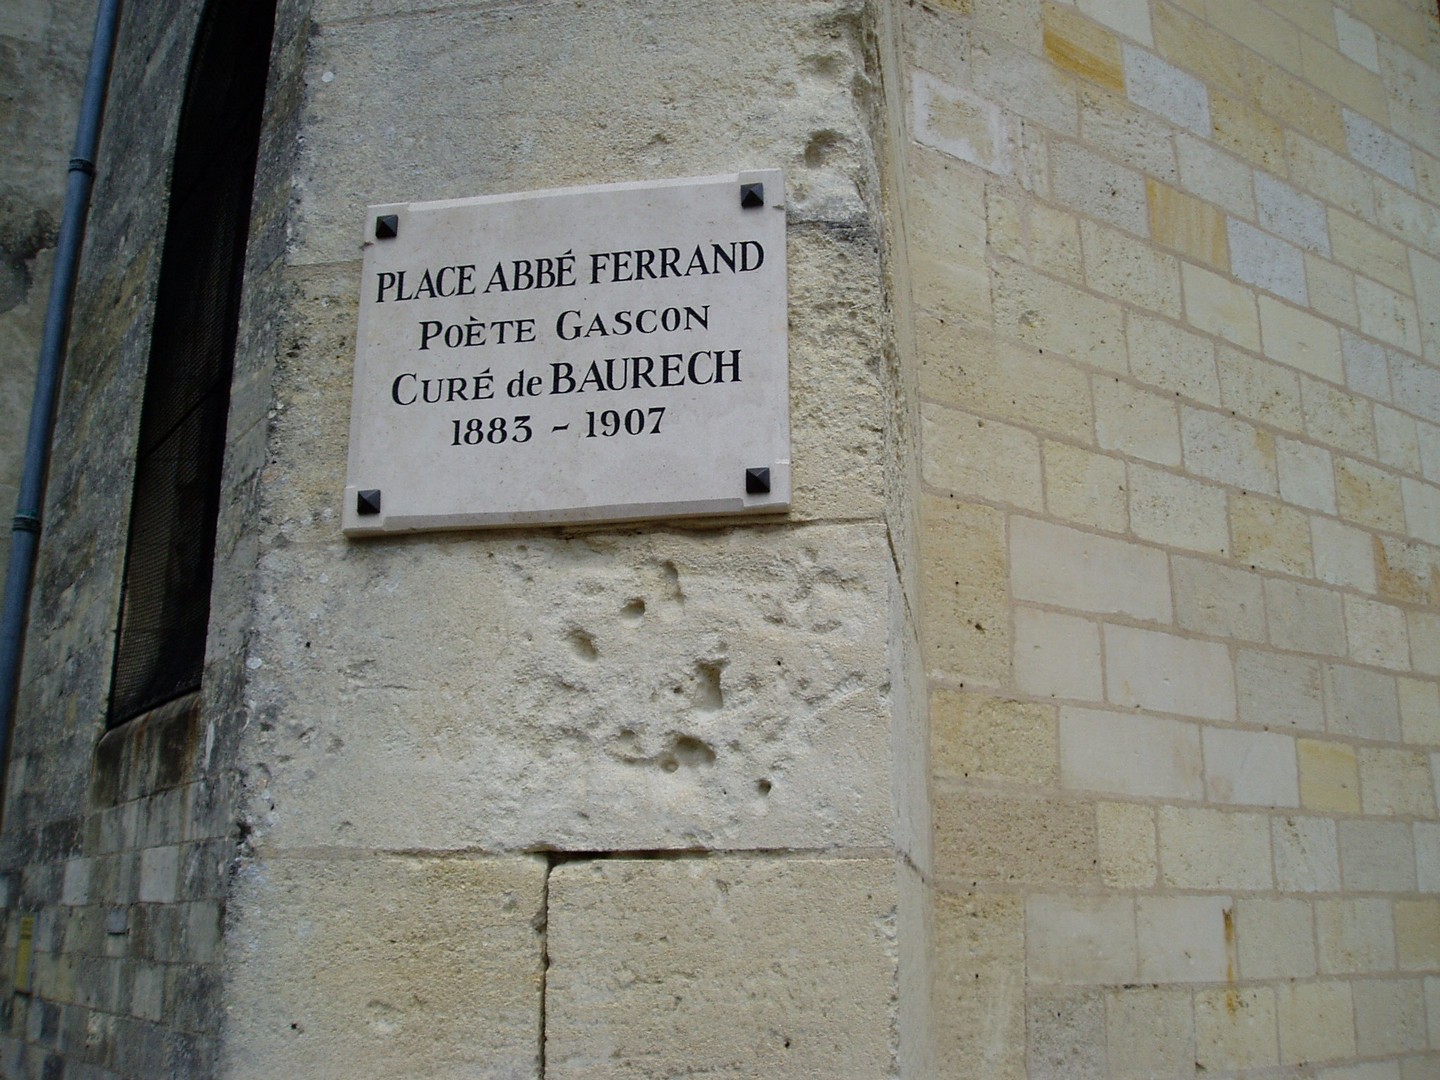 PLACE ABBÉ FERRAND
POÈTE GASCON
CURÉ de BAURECH
1883 - 1907